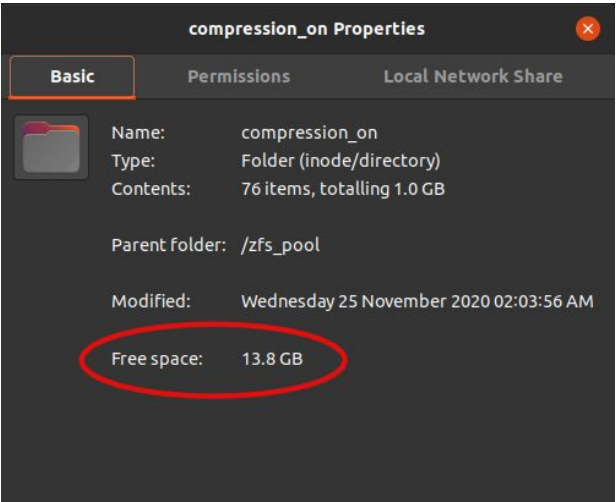 compression_on Properties
Basic Permissions Local Network Share
Name: compression_on
Type: Folder (inode/directory)
Contents: 76 items, totalling 1.0 GB
Parent folder: /zfs_pool
Modified: Wednesday 25 November 2020 02:03:56 AM
Free space: 13.8 GB